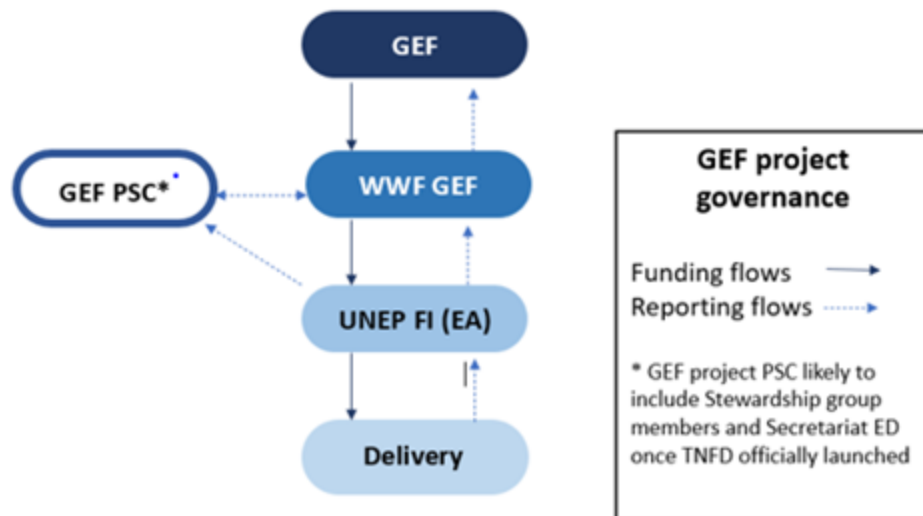 GEF
GEF PSC*
WWF GEF
UNEP FI (EA)
Delivery
GEF project
governance
Funding flows
Reporting flows
* GEF project PSC likely to
include Stewardship group
members and Secretariat ED
once TNFD officially launched